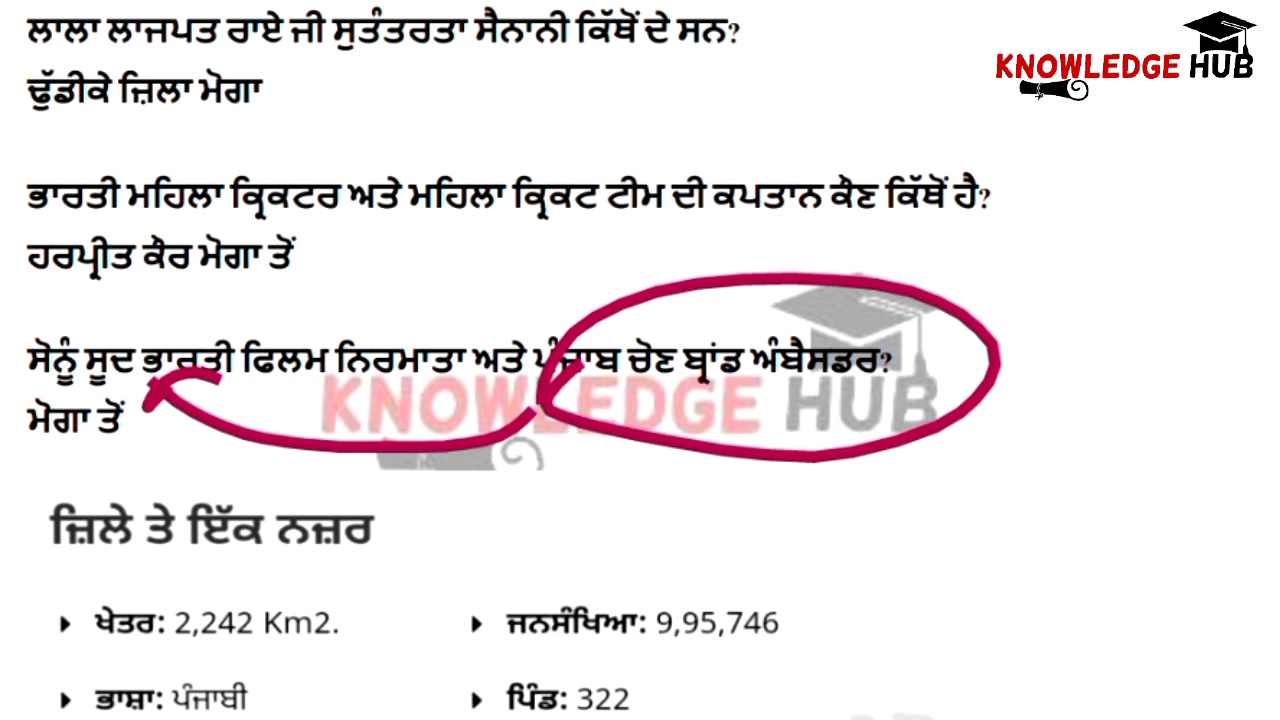 ਲਾਲਾ ਲਾਜਪਤ ਰਾਏ ਜੀ ਸੁਤੰਤਰਤਾ ਸੈਨਾਨੀ ਕਿੱਥੋਂ ਦੇ ਸਨ?
KNOWLEDGE HUB
ਢੁੱਡੀਕੇ ਜ਼ਿਲਾ ਮੋਗਾ
ਭਾਰਤੀ ਮਹਿਲਾ ਕ੍ਰਿਕਟਰ ਅਤੇ ਮਹਿਲਾ ਕ੍ਰਿਕਟ ਟੀਮ ਦੀ ਕਪਤਾਨ ਕੌਣ ਕਿੱਥੋਂ ਹੈ?
ਹਰਪ੍ਰੀਤ ਕੌਰ ਮੋਗਾ ਤੋਂ
ਸੋਨੂੰ ਸੂਦ ਭਾਰਤੀ ਫਿਲਮ ਨਿਰਮਾਤਾ ਅਤੇ ਪੰਜਾਬ ਚੋਣ ਬ੍ਰਾਂਡ ਅੰਬੈਸਡਰ?
KNOWLEDGE HUB
ਮੋਗਾ ਤੋਂ
ਜ਼ਿਲੇ ਤੇ ਇੱਕ ਨਜ਼ਰ
ਖੇਤਰ: 2,242 Km2. ਜਨਸੰਖਿਆ: 9,95,746
ਭਾਸ਼ਾ: ਪੰਜਾਬੀ ਪਿੰਡ: 322